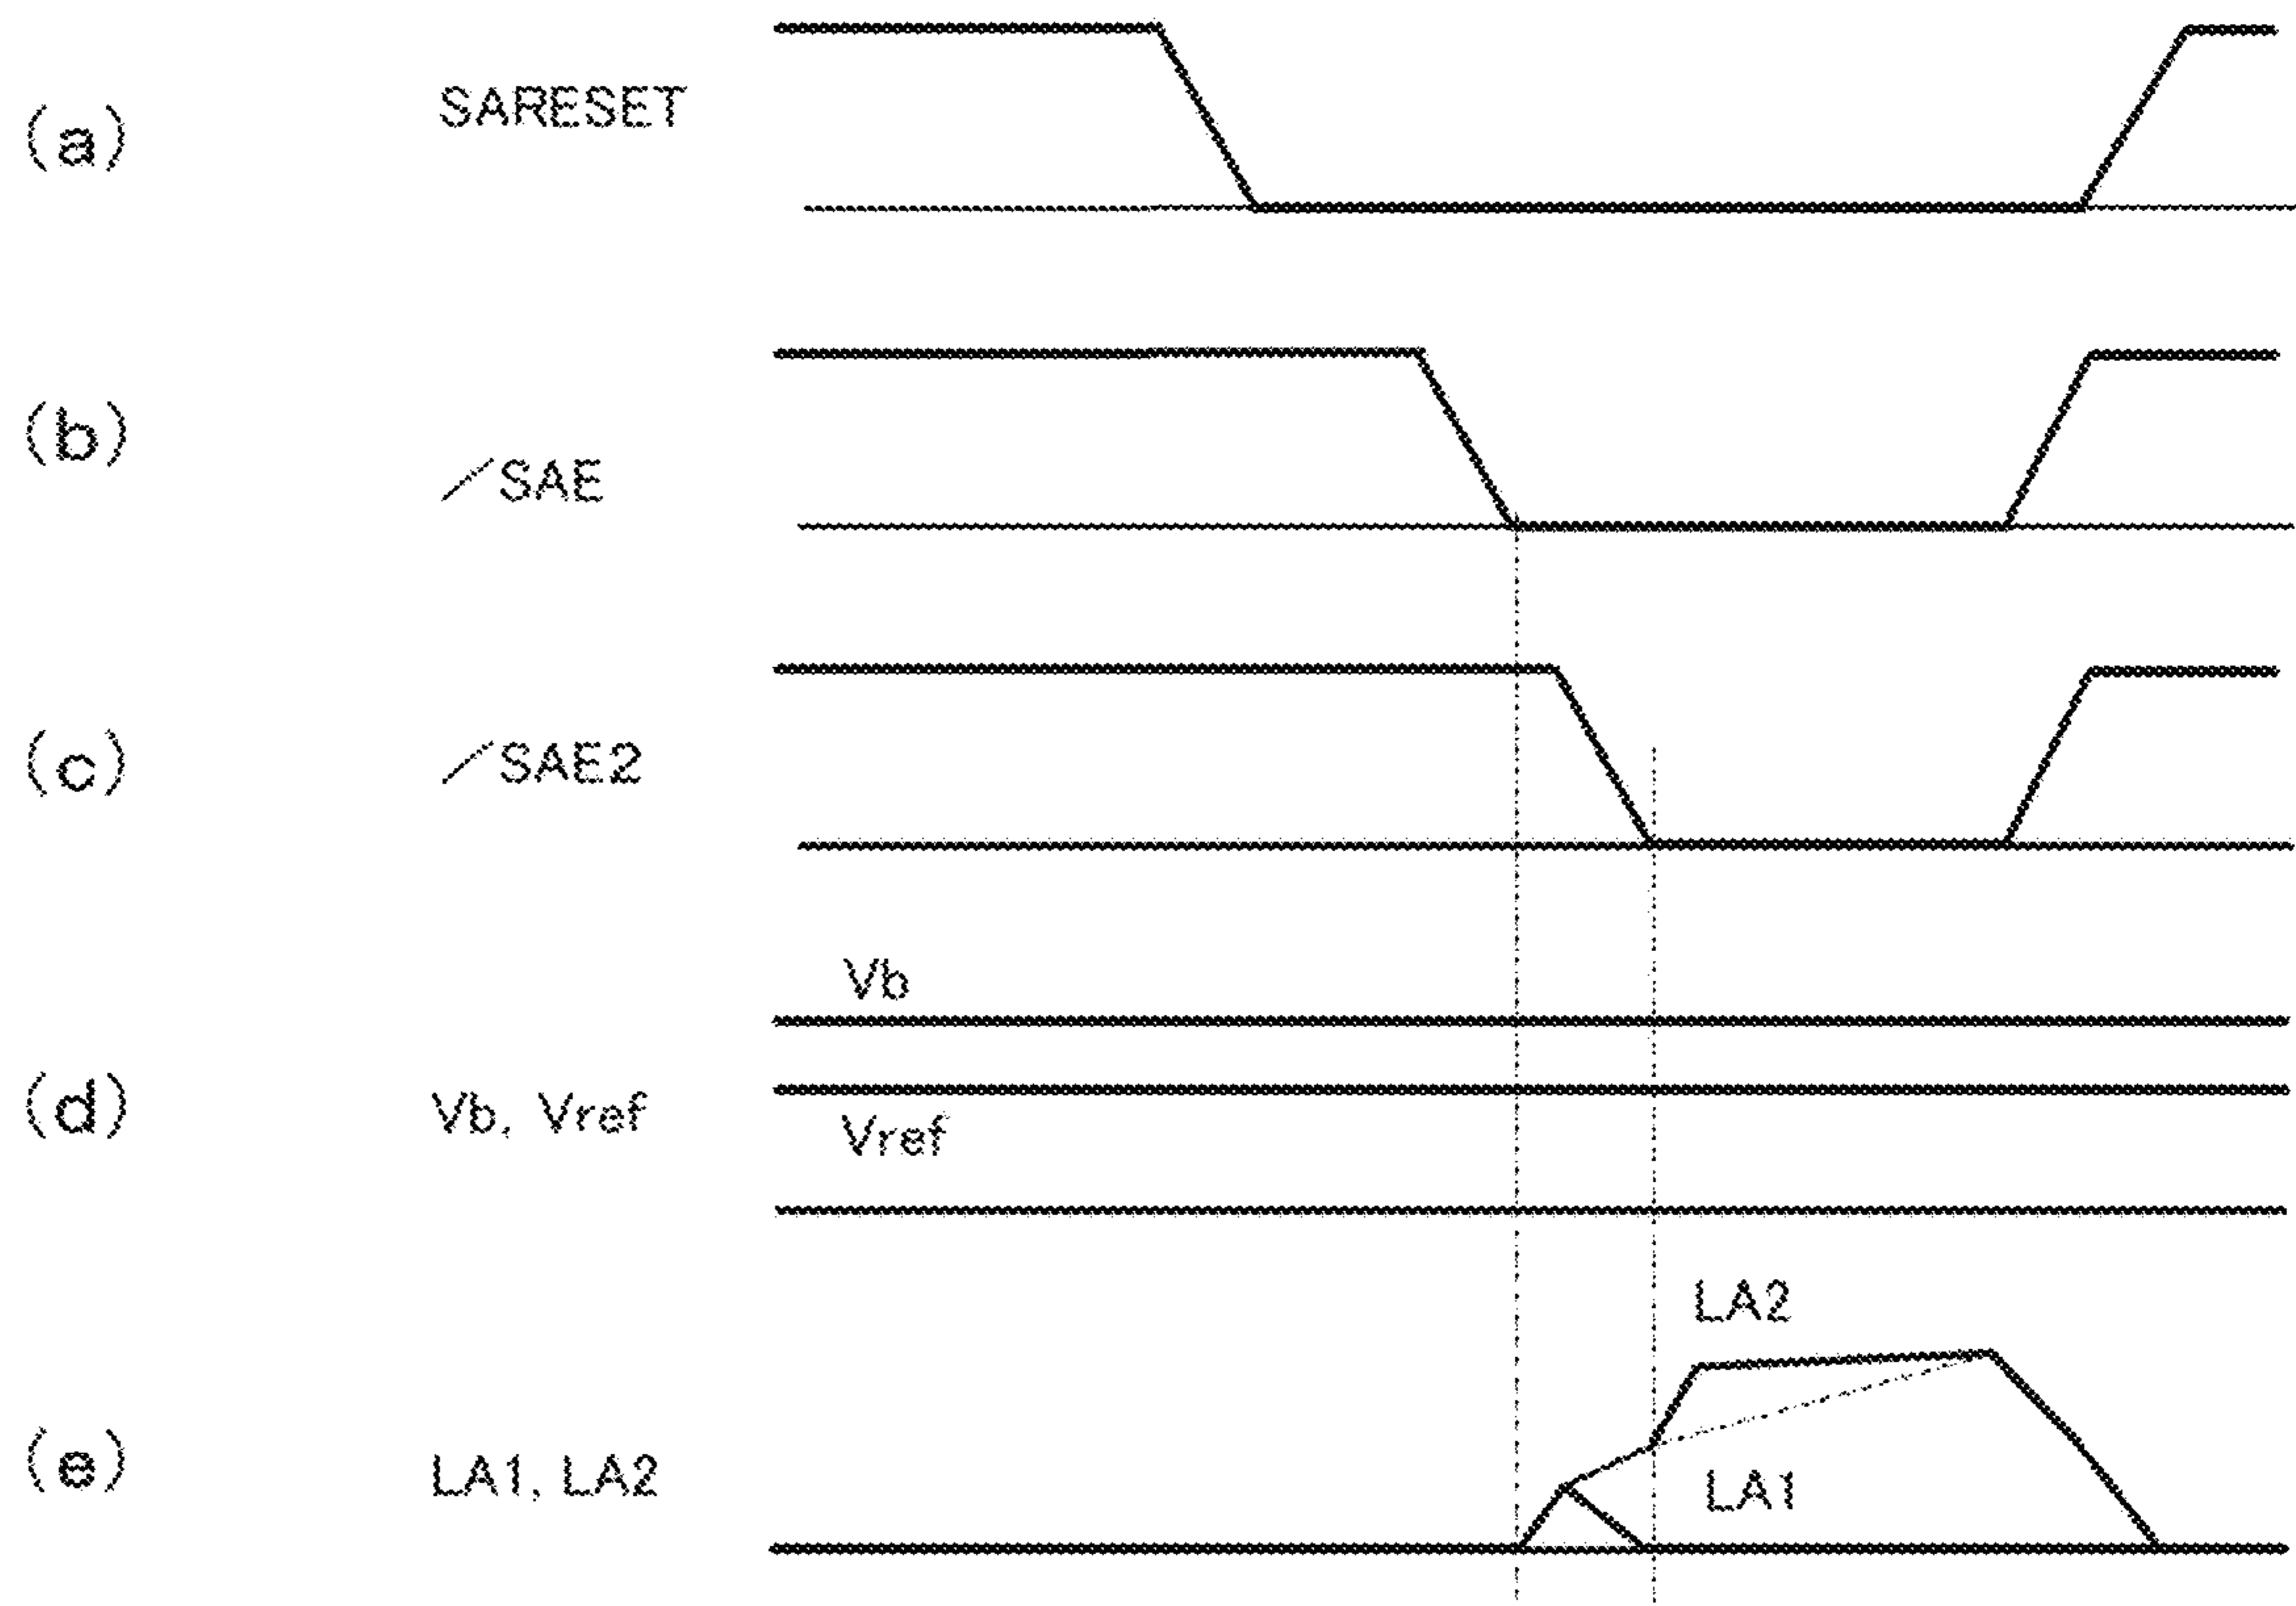 (a) SARESET
(b) ／SAE
(c) ／SAE2
Vb
(d) Vb, Vref
Vref
LA2
(e) LA1, LA2
LA1